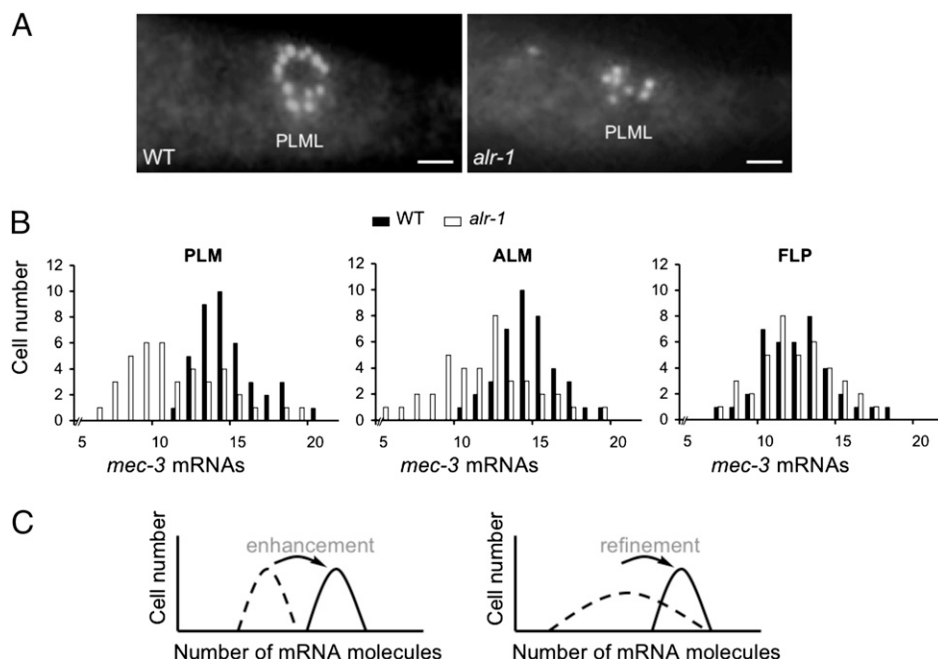 A
WT
PLML
alr-1
PLML
B
WT alr-1
PLM
ALM
FLP
Cell number
12
10
8
6
4
2
0
5 10 15 20
mec-3 mRNAs
12
10
8
6
4
2
0
5 10 15 20
mec-3 mRNAs
12
10
8
6
4
2
0
5 10 15 20
mec-3 mRNAs
C
Cell number
enhancement
Number of mRNA molecules
Cell number
refinement
Number of mRNA molecules